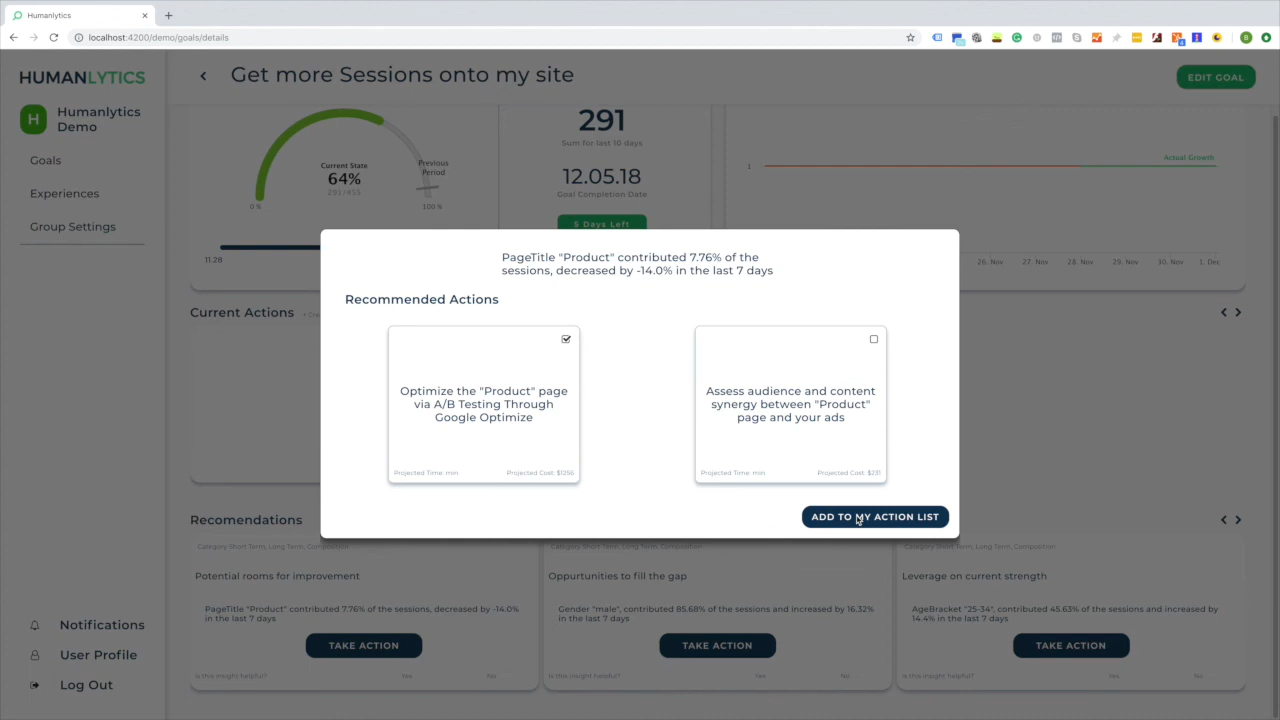 Humanlytics
localhost:4200/demo/goals/details
HUMANLYTICS
Get more Sessions onto my site
EDIT GOAL
H
Humanlytics
Demo
Goals
Experiences
Group Settings
Notifications
User Profile
Log Out
Current State
64%
291/455
Previous
Period
0 %
100 %
291
Sum for last 10 days
12.05.18
Goal Completion Date
5 Days Left
11.28
1
Actual Growth
26. Nov
27. Nov
28. Nov
29. Nov
30. Nov
1. Dec
Current Actions
PageTitle "Product" contributed 7.76% of the
sessions, decreased by -14.0% in the last 7 days
Recommended Actions
Optimize the "Product" page
via A/B Testing Through
Google Optimize
Projected Time: min
Projected Cost: $1256
Assess audience and content
synergy between "Product"
page and your ads
Projected Time: min
Projected Cost: $231
ADD TO MY ACTION LIST
Recomendations
Category Short Term, Long Term, Composition
Potential rooms for improvement
PageTitle "Product" contributed 7.76% of the sessions, decreased by -14.0%
in the last 7 days
TAKE ACTION
Is this insight helpful?
Yes
No
Category Short Term, Long Term, Composition
Oppurtunities to fill the gap
Gender "male", contributed 85.68% of the sessions and increased by 16.32%
in the last 7 days
TAKE ACTION
Is this insight helpful?
Yes
No
Category Short Term, Long Term, Composition
Leverage on current strength
AgeBracket "25-34", contributed 45.63% of the sessions and increased by
14.4% in the last 7 days
TAKE ACTION
Is this insight helpful?
Yes
No